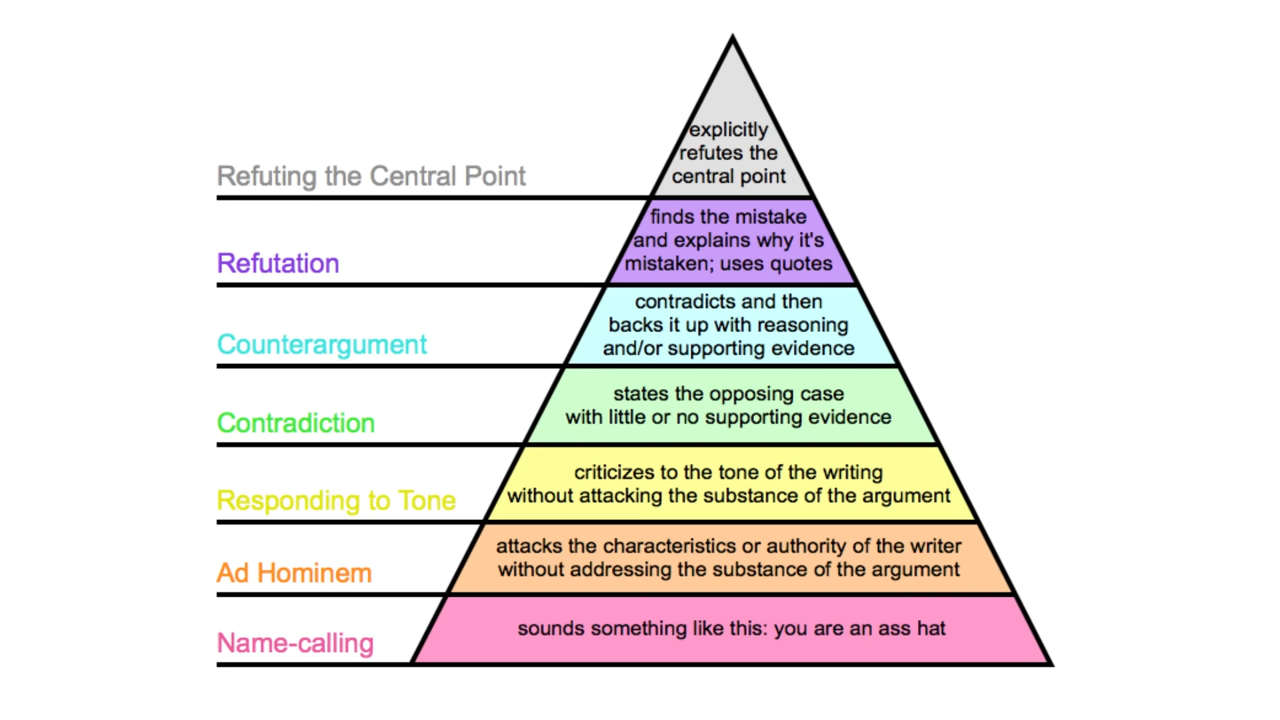 explicitly
refutes the
central point
Refuting the Central Point
finds the mistake
and explains why it's
mistaken; uses quotes
Refutation
contradicts and then
backs it up with reasoning
and/or supporting evidence
Counterargument
states the opposing case
with little or no supporting evidence
Contradiction
criticizes to the tone of the writing
without attacking the substance of the argument
Responding to Tone
attacks the characteristics or authority of the writer
without addressing the substance of the argument
Ad Hominem
sounds something like this: you are an ass hat
Name-calling